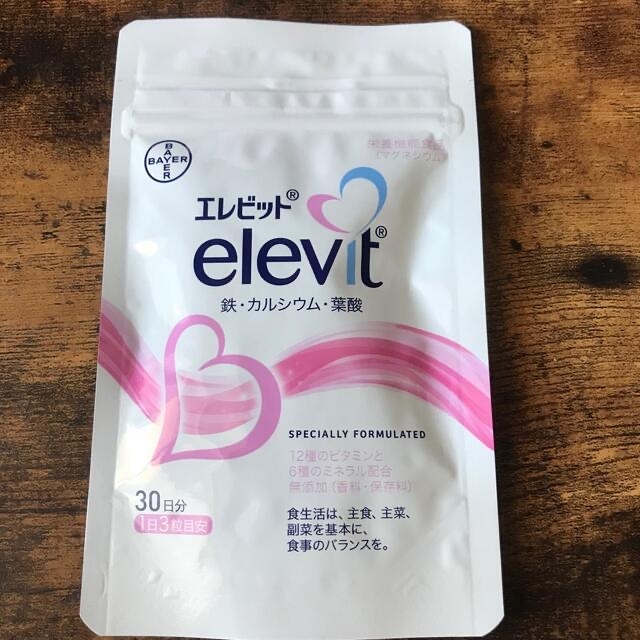 BAYER
BAYER
栄養機能食品
(マグネシウム)
エレビット®
elevit®
鉄・カルシウム・葉酸
SPECIALLY FORMULATED
12種のビタミンと
6種のミネラル配合
無添加(香料・保存料)
30日分
1日3粒目安
食生活は、主食、主菜、
副菜を基本に、
食事のバランスを。